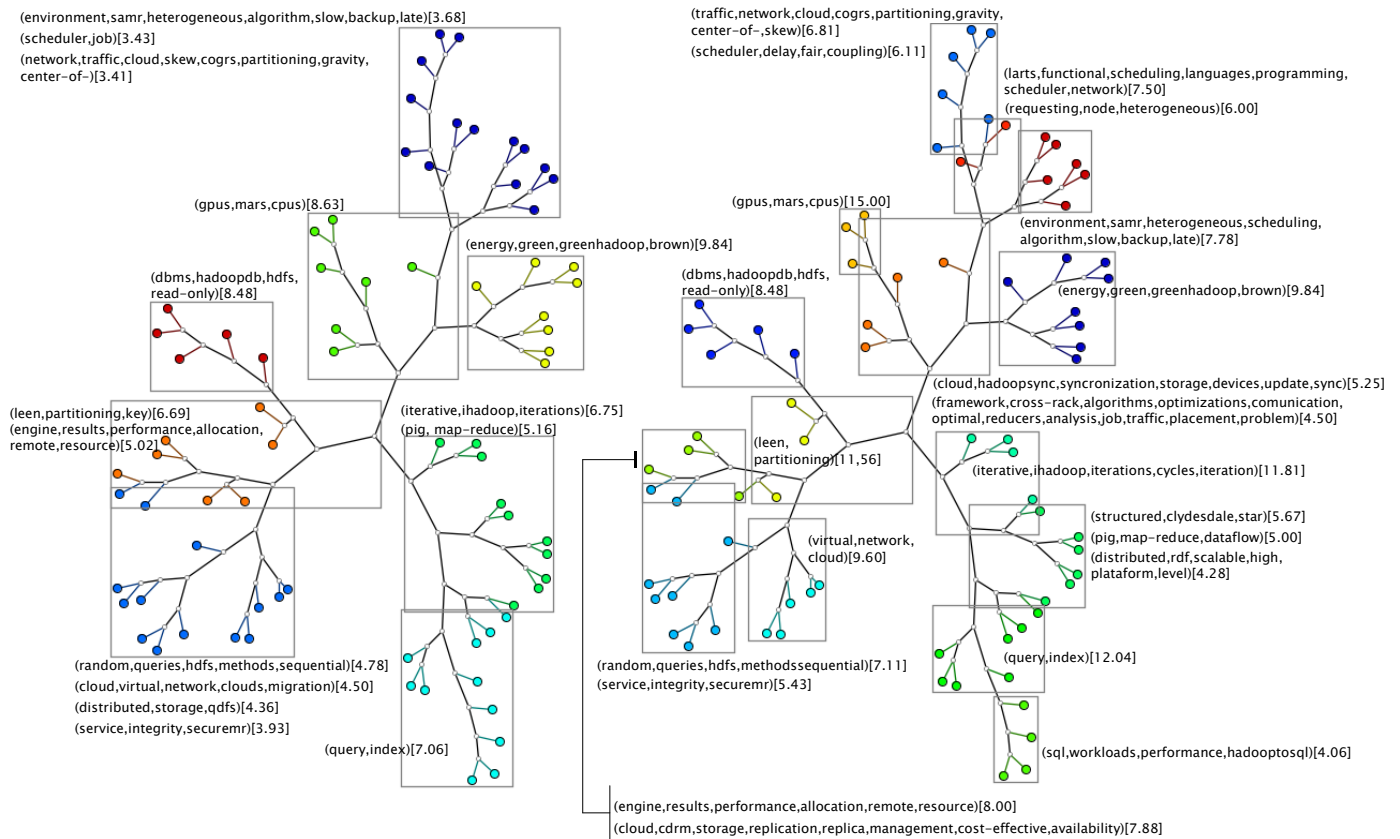 (environment,samr,heterogeneous,algorithm,slow,backup,late)[3.68]
(scheduler,job)[3.43]
(network,traffic,cloud,skew,cogrs,partitioning,gravity,
center-of-)[3.41]
(gpus,mars,cpus)[8.63]
(energy,green,greenhadoop,brown)[9.84]
(dbms,hadoopdb,hdfs,
read-only)[8.48]
(leen,partitioning,key)[6.69]
(engine,results,performance,allocation,
remote,resource)[5.02]
(iterative,ihadoop,iterations)[6.75]
(pig, map-reduce)[5.16]
(random,queries,hdfs,methods,sequential)[4.78]
(cloud,virtual,network,clouds,migration)[4.50]
(distributed,storage,qdfs)[4.36]
(service,integrity,securemr)[3.93]
(query,index)[7.06]
(traffic,network,cloud,cogrs,partitioning,gravity,
center-of-,skew)[6.81]
(scheduler,delay,fair,coupling)[6.11]
(larts,functional,scheduling,languages,programming,
scheduler,network)[7.50]
(requesting,node,heterogeneous)[6.00]
(gpus,mars,cpus)[15.00]
(environment,samr,heterogeneous,scheduling,
algorithm,slow,backup,late)[7.78]
(dbms,hadoopdb,hdfs,
read-only)[8.48]
(energy,green,greenhadoop,brown)[9.84]
(cloud,hadoopsync,syncronization,storage,devices,update,sync)[5.25]
(framework,cross-rack,algorithms,optimizations,comunication,
optimal,reducers,analysis,job,traffic,placement,problem)[4.50]
(leen,
partitioning)[11,56]
(iterative,ihadoop,iterations,cycles,iteration)[11.81]
(structured,clydesdale,star)[5.67]
(pig,map-reduce,dataflow)[5.00]
(distributed,rdf,scalable,high,
plataform,level)[4.28]
(virtual,network,
cloud)[9.60]
(random,queries,hdfs,methodssequential)[7.11]
(service,integrity,securemr)[5.43]
(query,index)[12.04]
(sql,workloads,performance,hadooptosql)[4.06]
(engine,results,performance,allocation,remote,resource)[8.00]
(cloud,cdrm,storage,replication,replica,management,cost-effective,availability)[7.88]